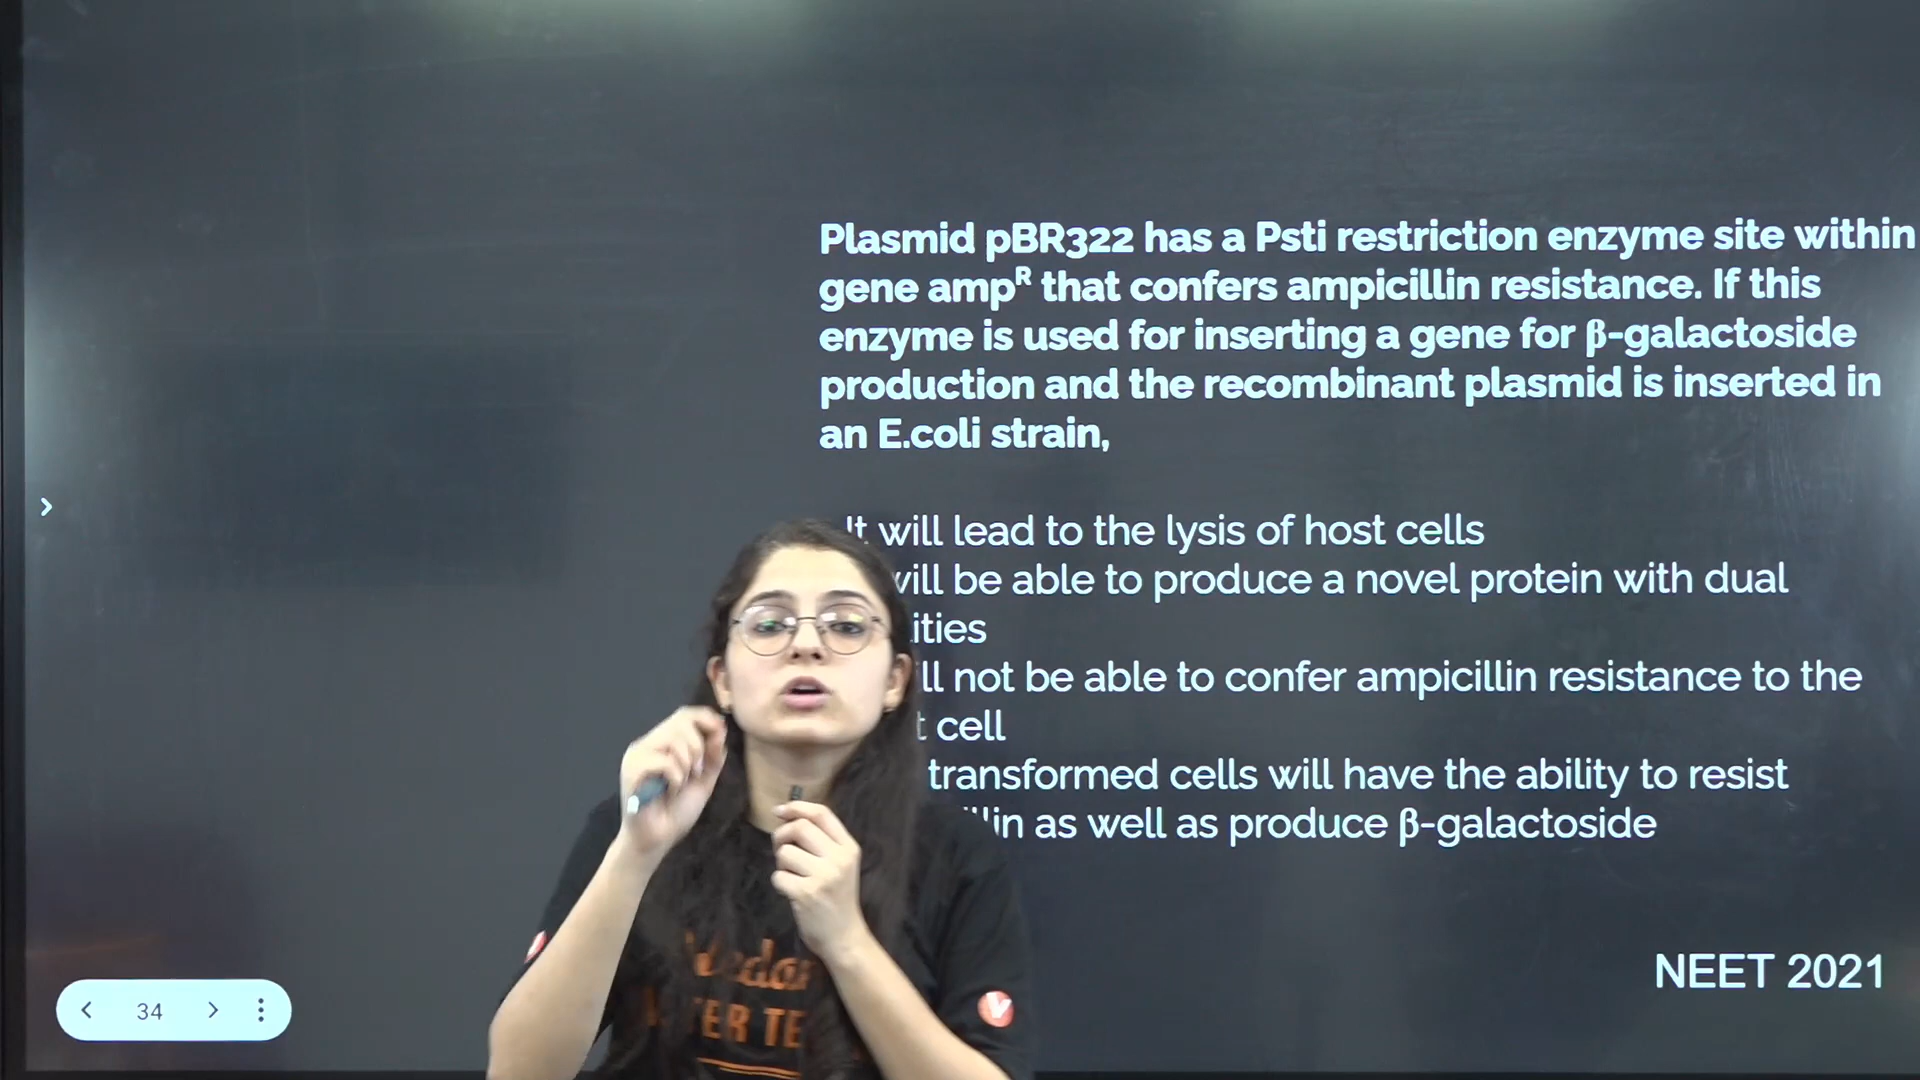 Plasmid pBR322 has a Psti restriction enzyme site within
gene ampᴿ that confers ampicillin resistance. If this
enzyme is used for inserting a gene for β-galactoside
production and the recombinant plasmid is inserted in
an E.coli strain,
It will lead to the lysis of host cells
will be able to produce a novel protein with dual
not be able to confer ampicillin resistance to the
cell
transformed cells will have the ability to resist
as well as produce β-galactoside
NEET 2021
34